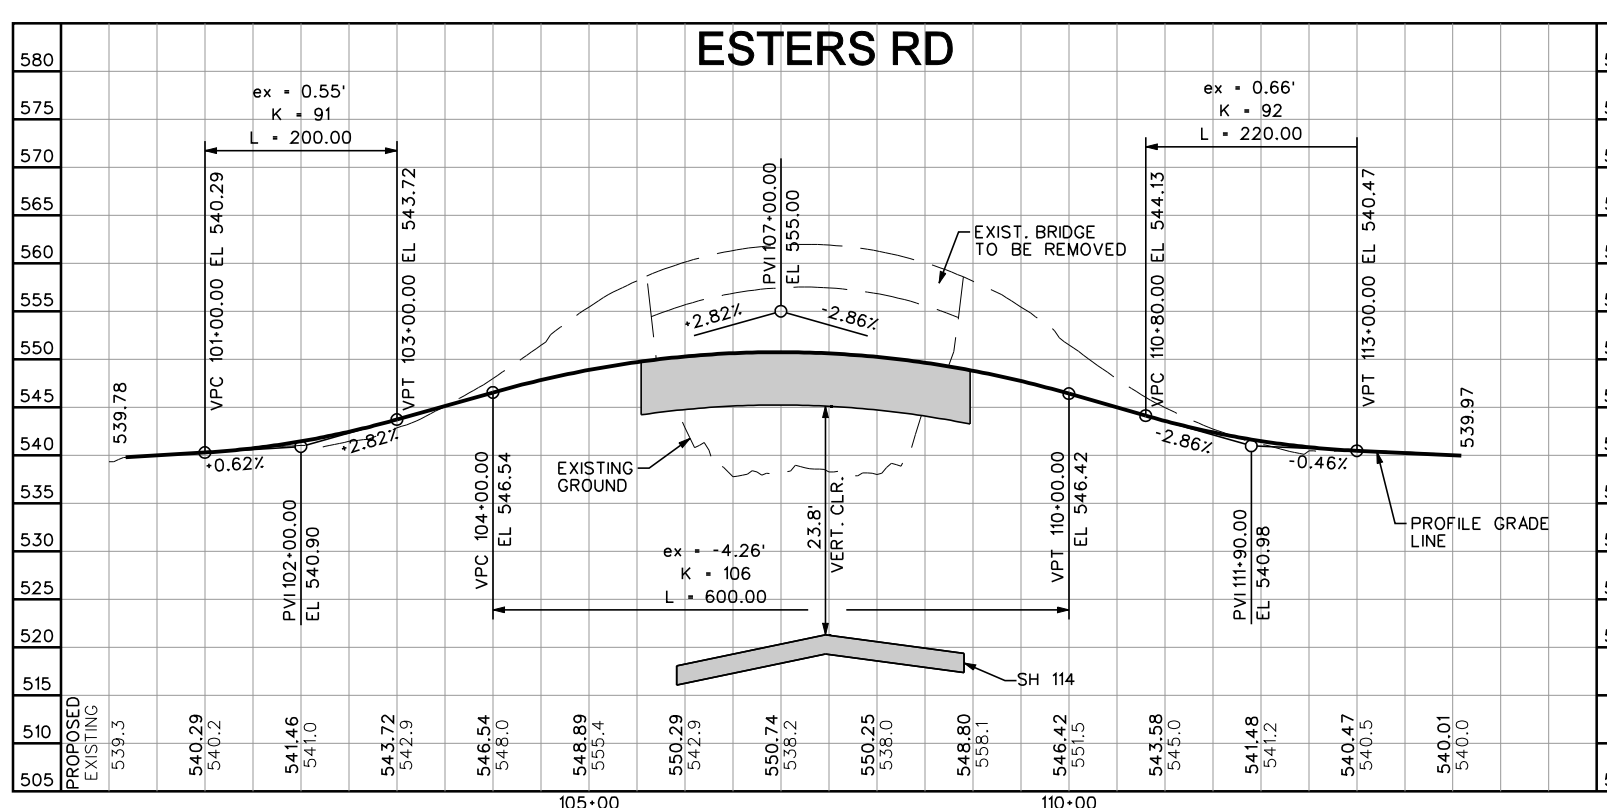 ESTERS RD
580
575
570
565
560
555
550
545
540
535
530
525
520
515
510
505
ex = 0.55'
K = 91
L = 200.00
ex = 0.66'
K = 92
L = 220.00
VPC 101+00.00 EL 540.29
VPT 103+00.00 EL 543.72
PVI 107+00.00
EL 555.00
VPC 110+80.00 EL 544.13
VPT 113+00.00 EL 540.47
EXIST. BRIDGE
TO BE REMOVED
+2.82%
-2.86%
539.78
539.97
+0.62%
+2.82%
-2.86%
-0.46%
PVI 102+00.00
EL 540.90
VPC 104+00.00
EL 546.54
EXISTING
GROUND
23.8'
VERT. CLR.
VPT 110+00.00
EL 546.42
PVI 111+90.00
EL 540.98
PROFILE GRADE
LINE
ex = -4.26'
K = 106
L = 600.00
SH 114
PROPOSED
EXISTING
539.3
540.29
540.2
541.46
541.0
543.72
542.9
546.54
548.0
548.89
555.4
550.29
542.9
550.74
538.2
550.25
538.0
548.80
558.1
546.42
551.5
543.58
545.0
541.48
541.2
540.47
540.5
540.01
540.0
105+00
110+00